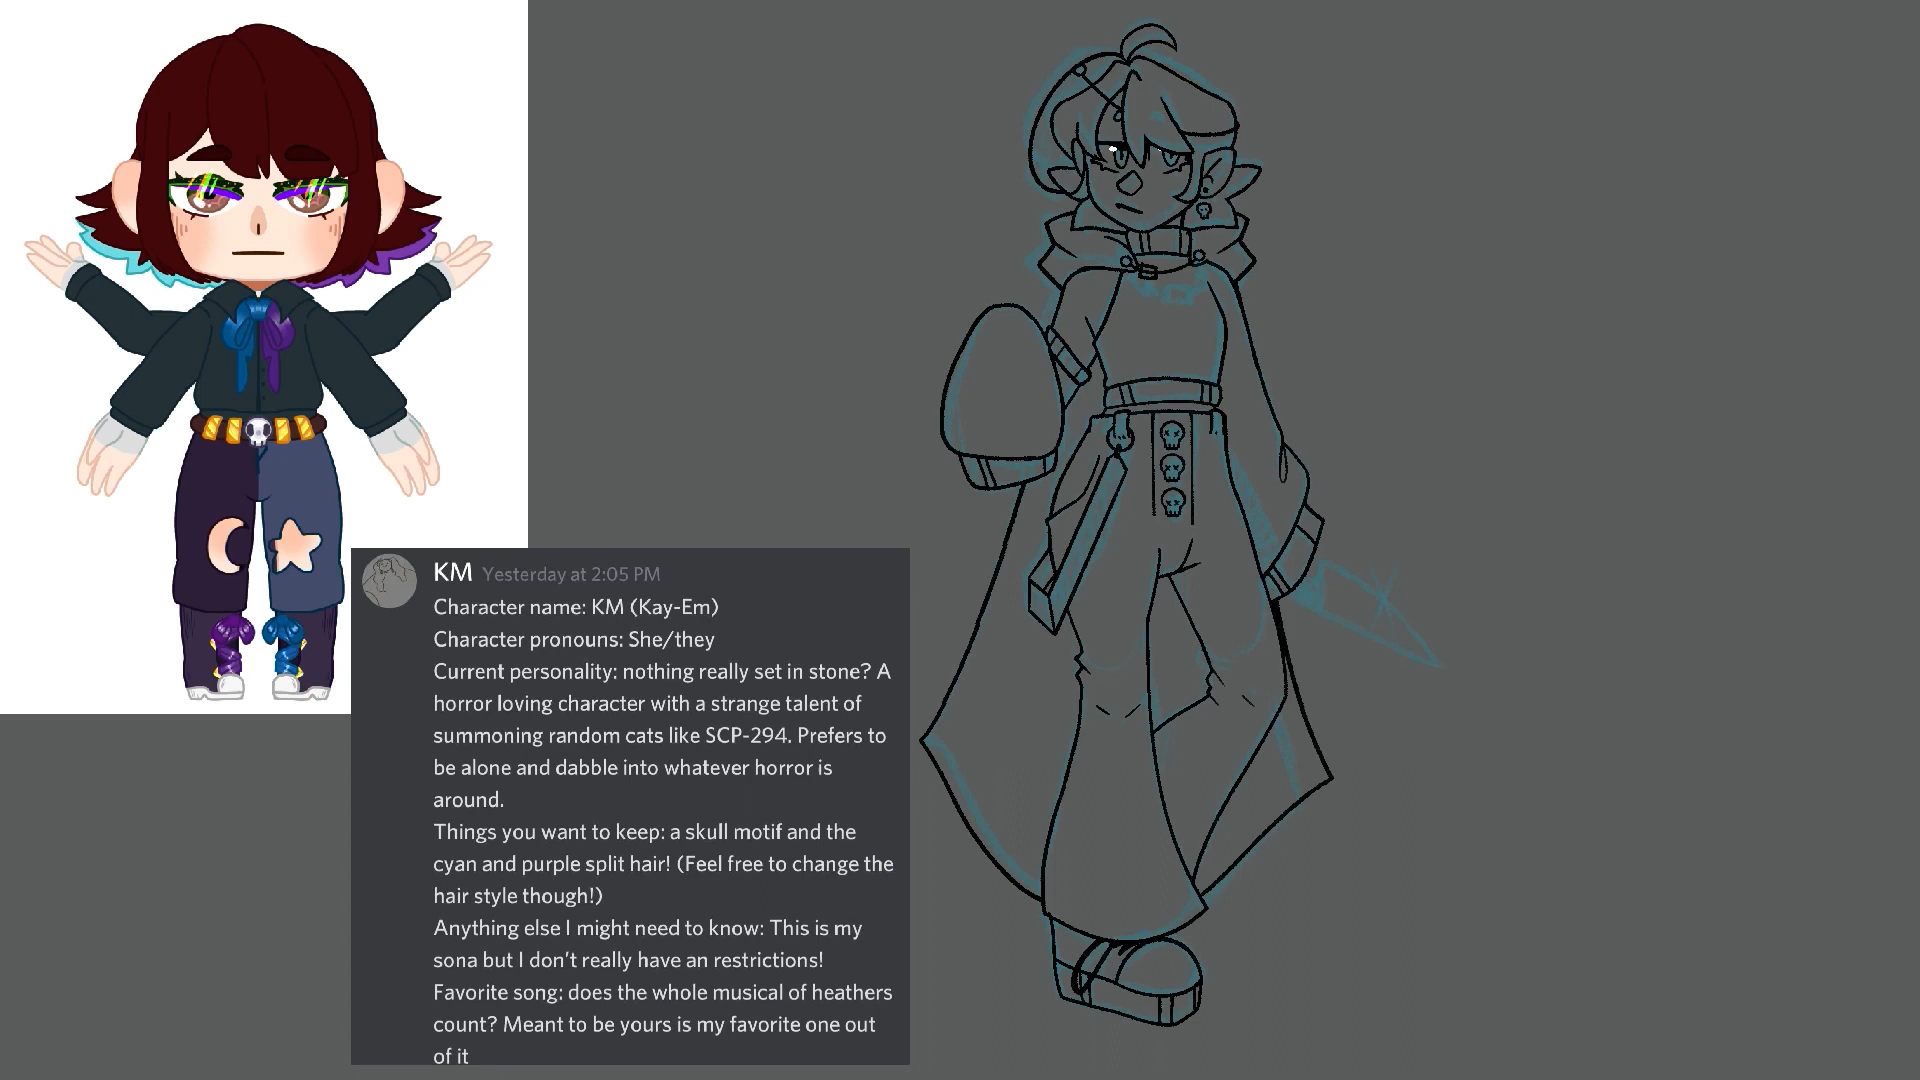 KM Yesterday at 2:05 PM
Character name: KM (Kay-Em)
Character pronouns: She/they
Current personality: nothing really set in stone? A
horror loving character with a strange talent of
summoning random cats like SCP-294. Prefers to
be alone and dabble into whatever horror is
around.
Things you want to keep: a skull motif and the
cyan and purple split hair! (Feel free to change the
hair style though!)
Anything else I might need to know: This is my
sona but I don't really have an restrictions!
Favorite song: does the whole musical of heathers
count? Meant to be yours is my favorite one out
of it